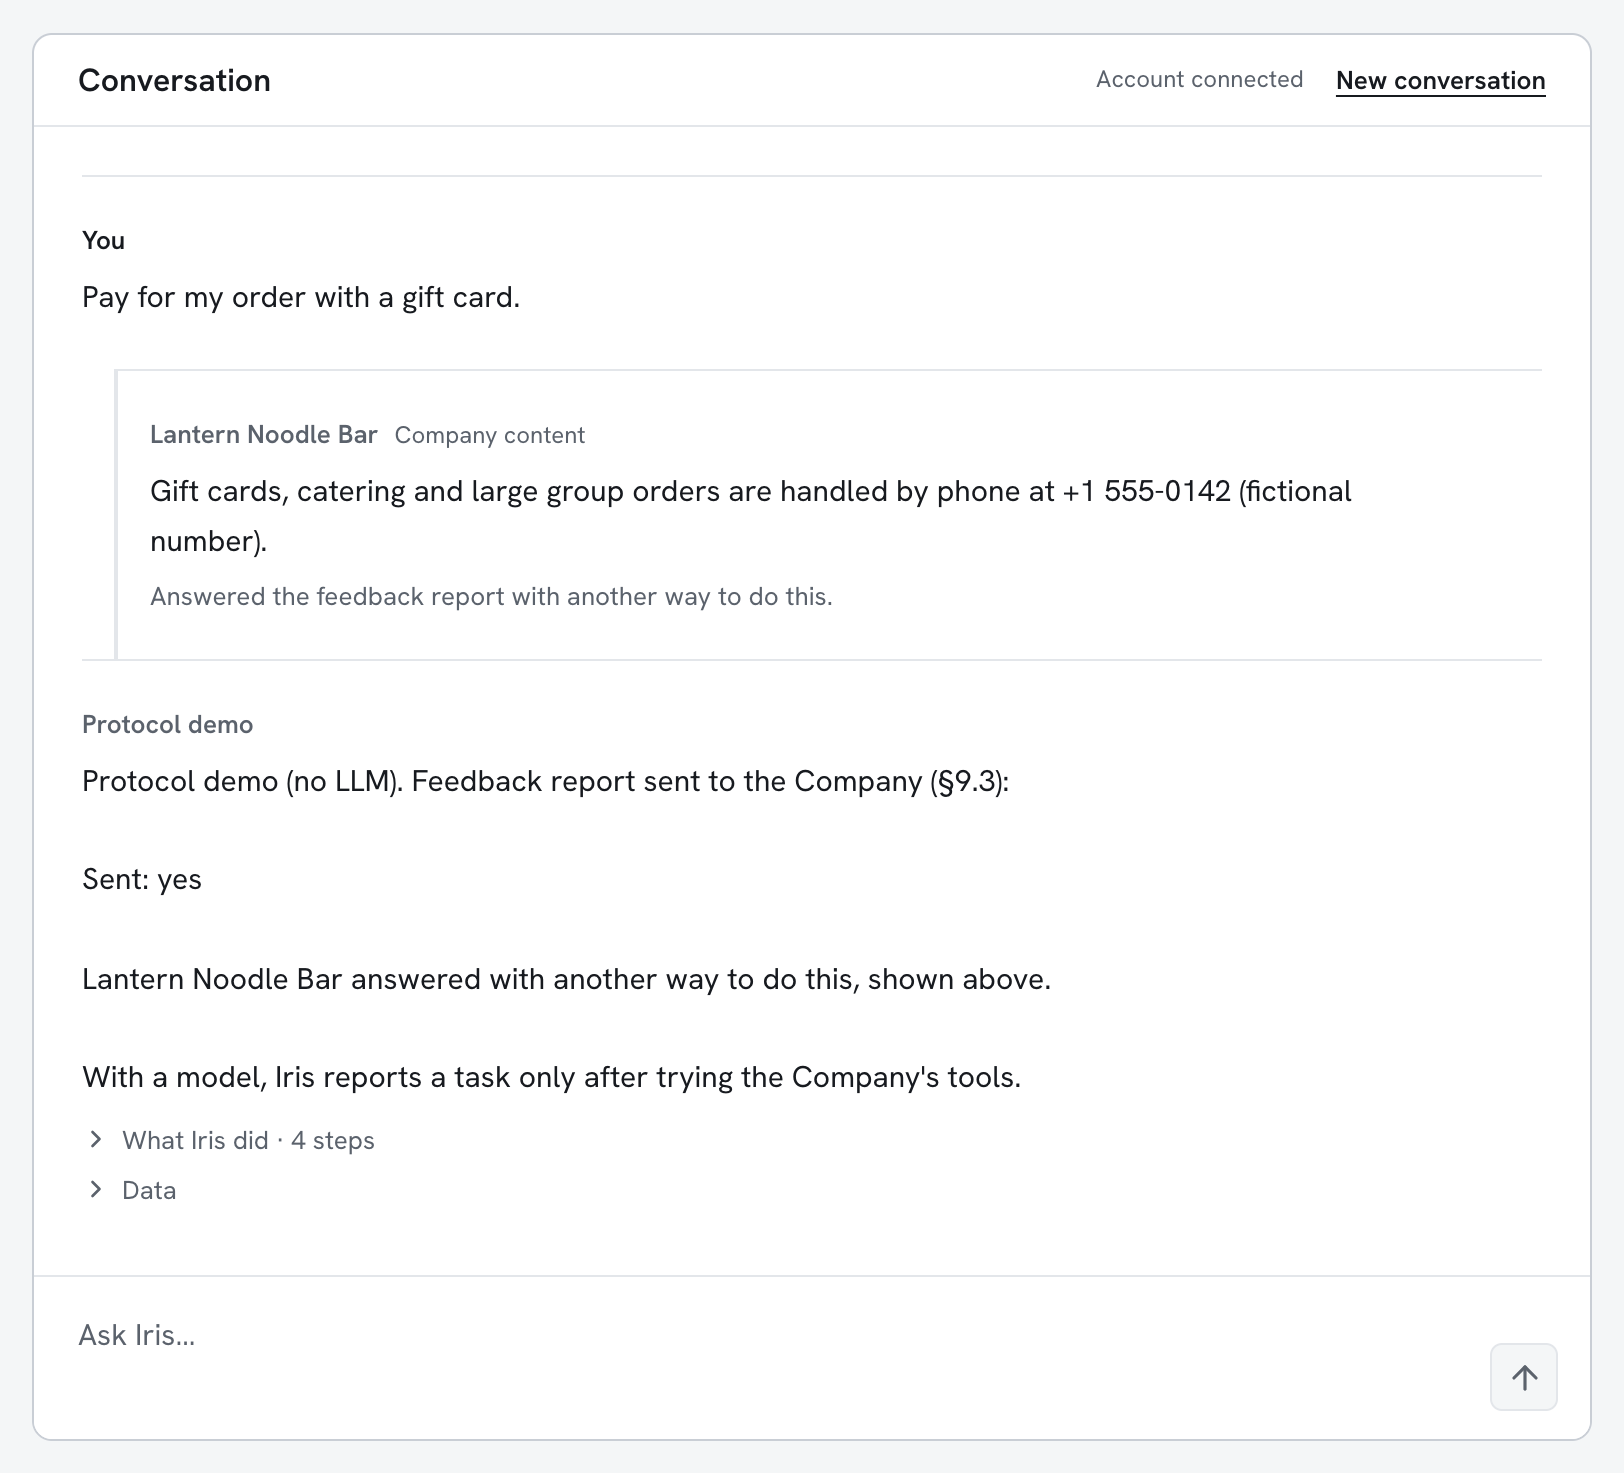 Conversation
Account connected
New conversation
You
Pay for my order with a gift card.
Lantern Noodle Bar Company content
Gift cards, catering and large group orders are handled by phone at +1 555-0142 (fictional
number).
Answered the feedback report with another way to do this.
Protocol demo
Protocol demo (no LLM). Feedback report sent to the Company (§9.3):
Sent: yes
Lantern Noodle Bar answered with another way to do this, shown above.
With a model, Iris reports a task only after trying the Company's tools.
What Iris did · 4 steps
Data
Ask Iris...